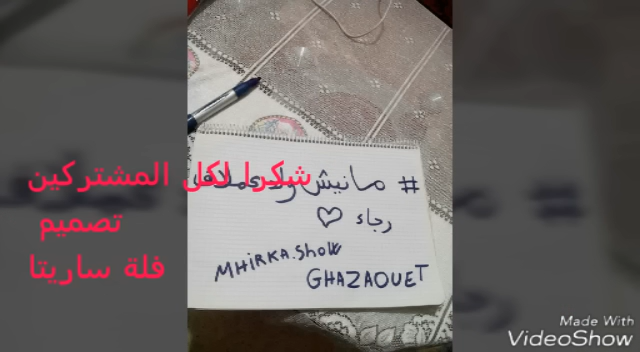 شكرا لكل المشتركين
تصميم
فلة ساريتا
# مانيش
رجاء ♡
MHIRKA.SHOW
GHAZAOUET
Made With
VideoShow